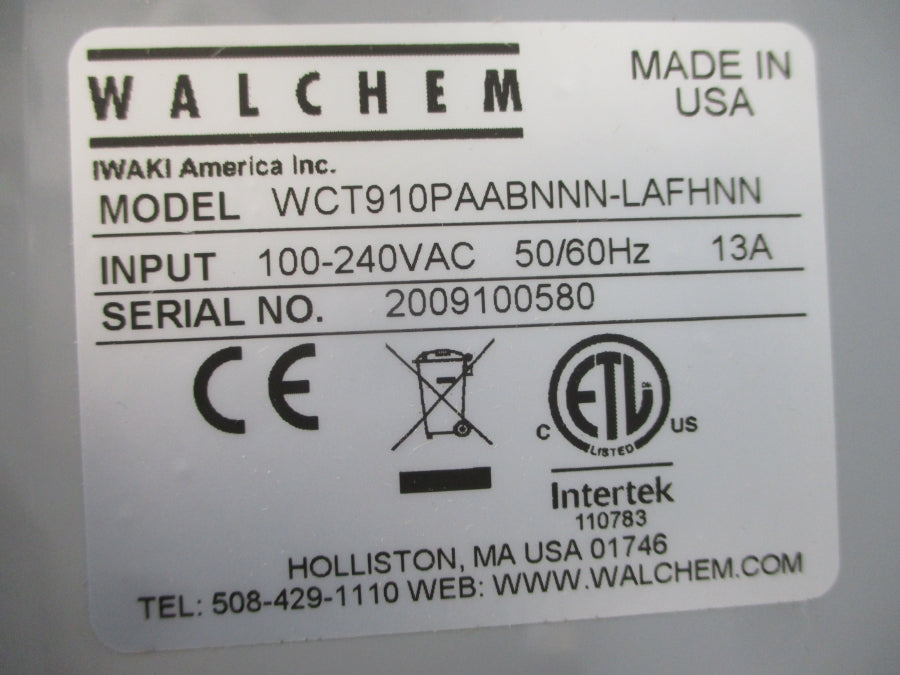 WALCHEM
MADE IN
USA
IWAKI America Inc.
MODEL WCT910PAABNNN-LAFHNN
INPUT 100-240VAC 50/60Hz 13A
SERIAL NO. 2009100580
CE
ETL
C US
LISTED
Intertek
110783
HOLLISTON, MA USA 01746
TEL: 508-429-1110 WEB: WWW.WALCHEM.COM